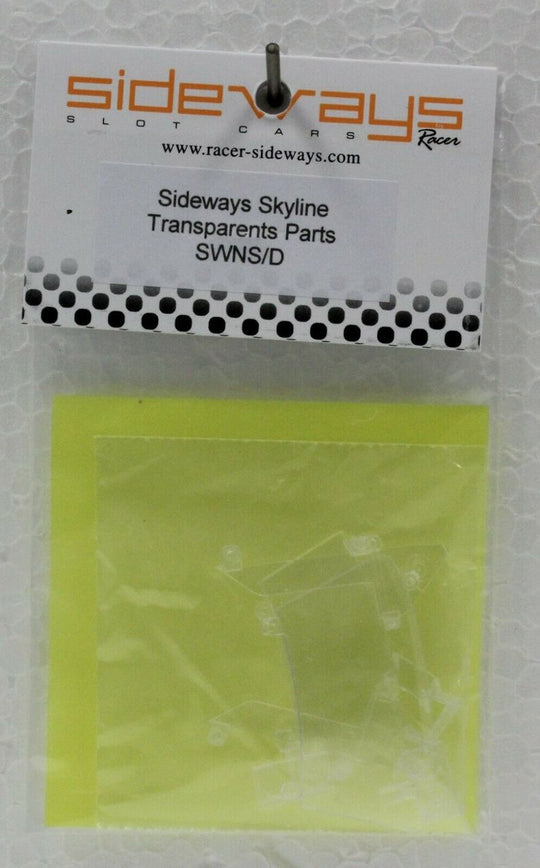 sideways
SLOT CARS
Racer
www.racer-sideways.com
Sideways Skyline
Transparents Parts
SWNS/D